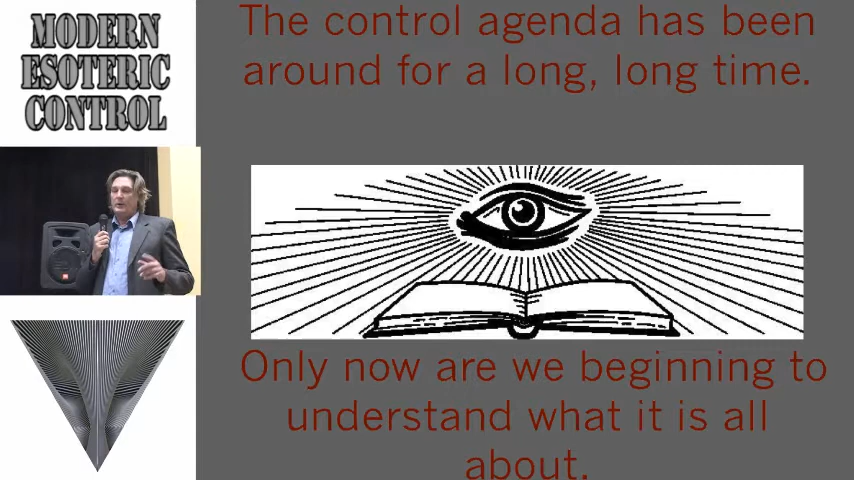 MODERN
ESOTERIC
CONTROL
The control agenda has been
around for a long, long time.
Only now are we beginning to
understand what it is all
about.